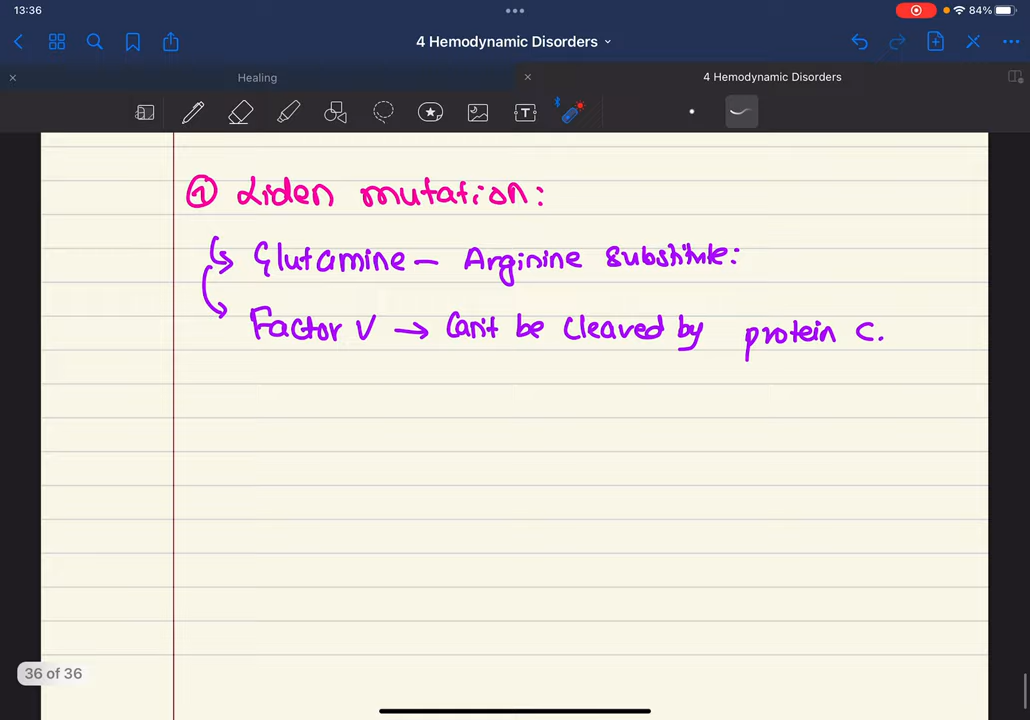 13:36
84%
4 Hemodynamic Disorders
Healing
4 Hemodynamic Disorders
① Liden mutation:
Glutamine – Arginine Substitute:
Factor V → Can't be cleaved by protein C.
36 of 36